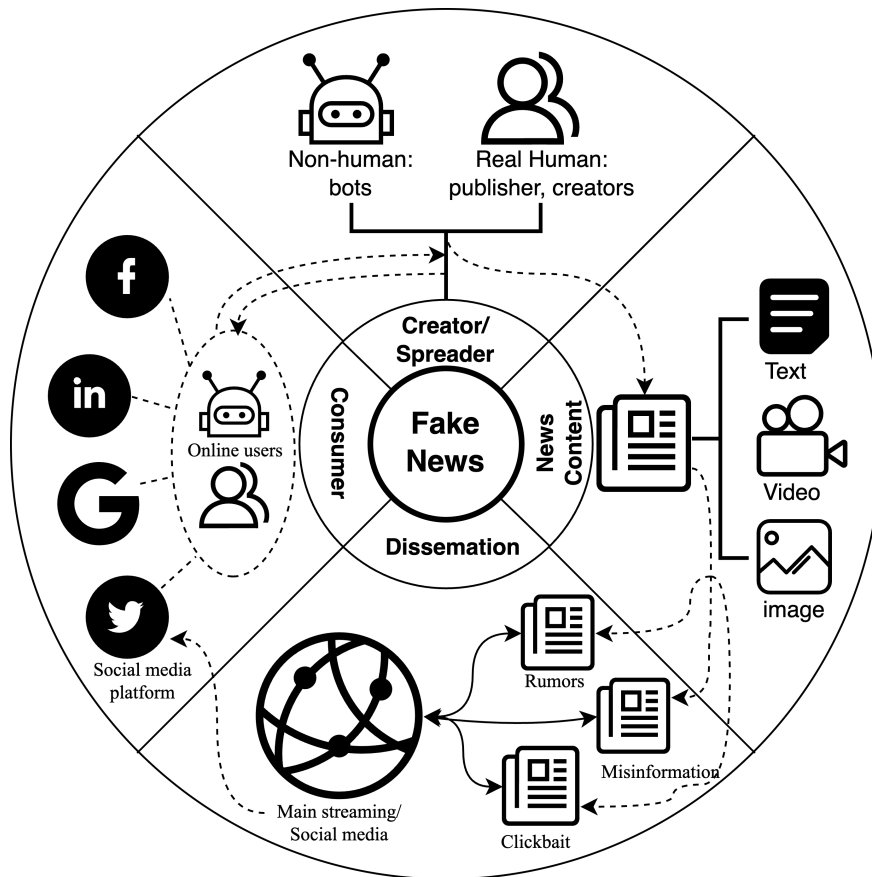 Non-human:
bots
Real Human:
publisher, creators
Creator/
Spreader
Fake
News
Consumer
News
Content
Dissemation
Text
Video
image
f
in
G
Online users
Social media
platform
Main streaming/
Social media
Rumors
Misinformation
Clickbait